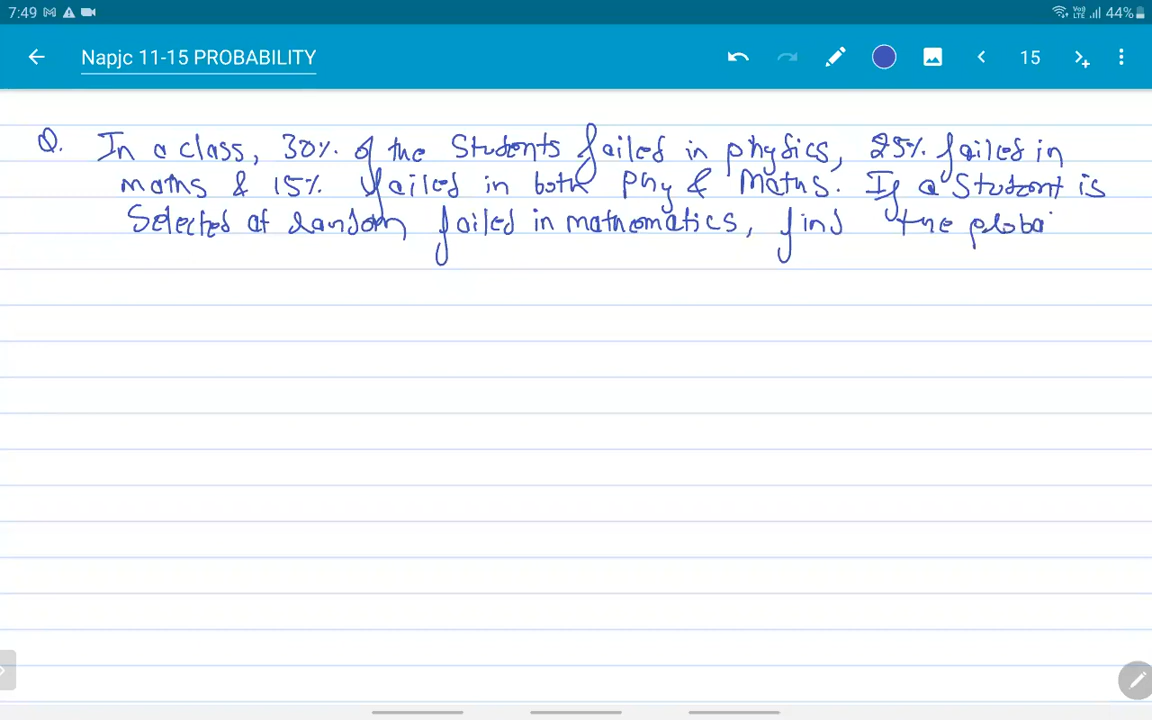 7:49 44%
Napjc 11-15 PROBABILITY 15
Q. In a class, 30% of the Students failed in physics, 25% failed in
maths & 15% failed in both Phy & Maths. If a Student is
Selected at random failed in mathematics, find the proba